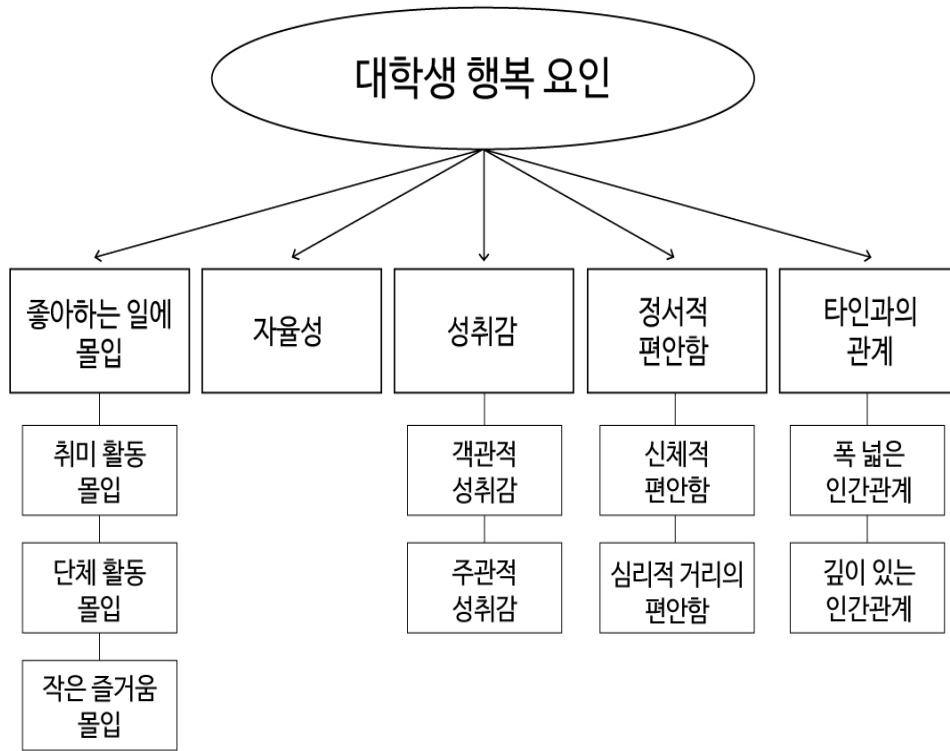 대학생 행복 요인
좋아하는 일에
몰입
자율성
성취감
정서적
편안함
타인과의
관계
취미 활동
몰입
객관적
성취감
신체적
편안함
폭 넓은
인간관계
단체 활동
몰입
주관적
성취감
심리적 거리의
편안함
깊이 있는
인간관계
작은 즐거움
몰입